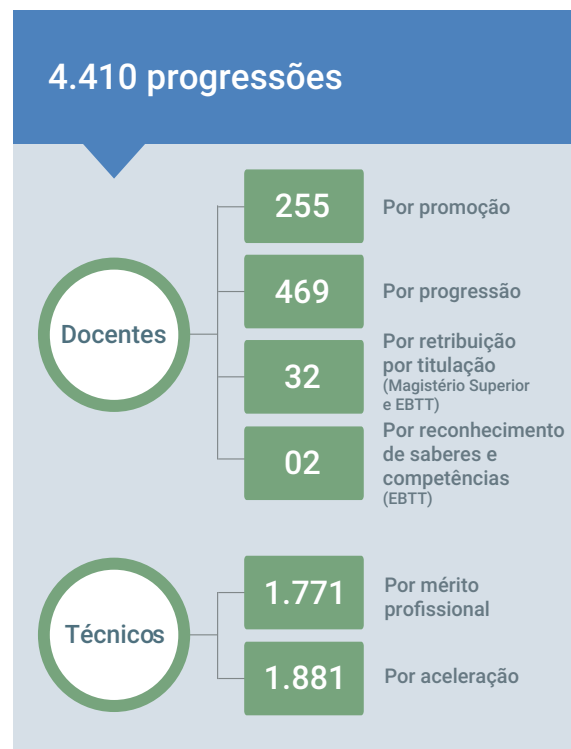 4.410 progressões
Docentes
255
Por promoção
469
Por progressão
32
Por retribuição
por titulação
(Magistério Superior
e EBTT)
02
Por reconhecimento
de saberes e
competências
(EBTT)
Técnicos
1.771
Por mérito
profissional
1.881
Por aceleração